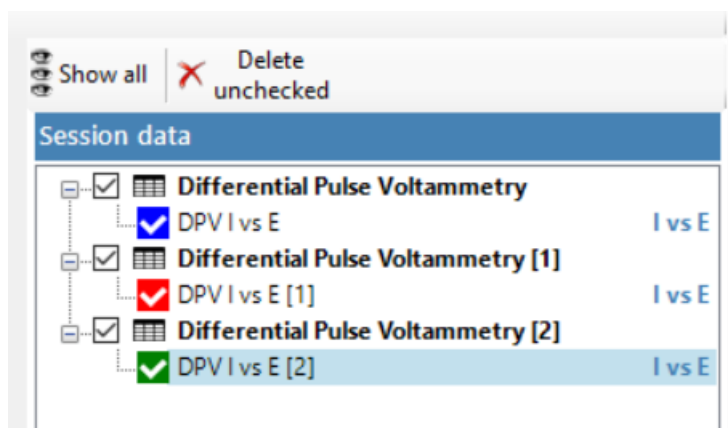 Show all
Delete
unchecked
Session data
Differential Pulse Voltammetry
DPV I vs E I vs E
Differential Pulse Voltammetry [1]
DPV I vs E [1] I vs E
Differential Pulse Voltammetry [2]
DPV I vs E [2] I vs E